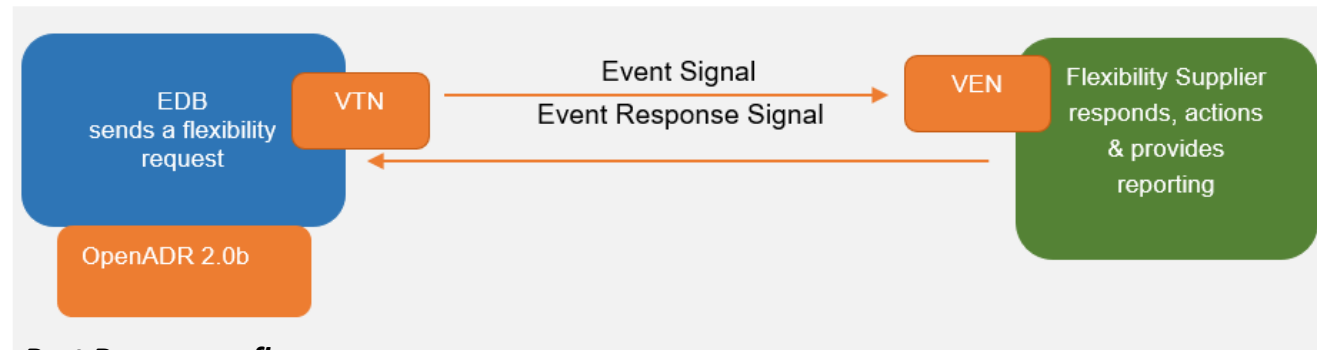 EDB
sends a flexibility
request
VTN
Event Signal
Event Response Signal
VEN
Flexibility Supplier
responds, actions
& provides
reporting
OpenADR 2.0b